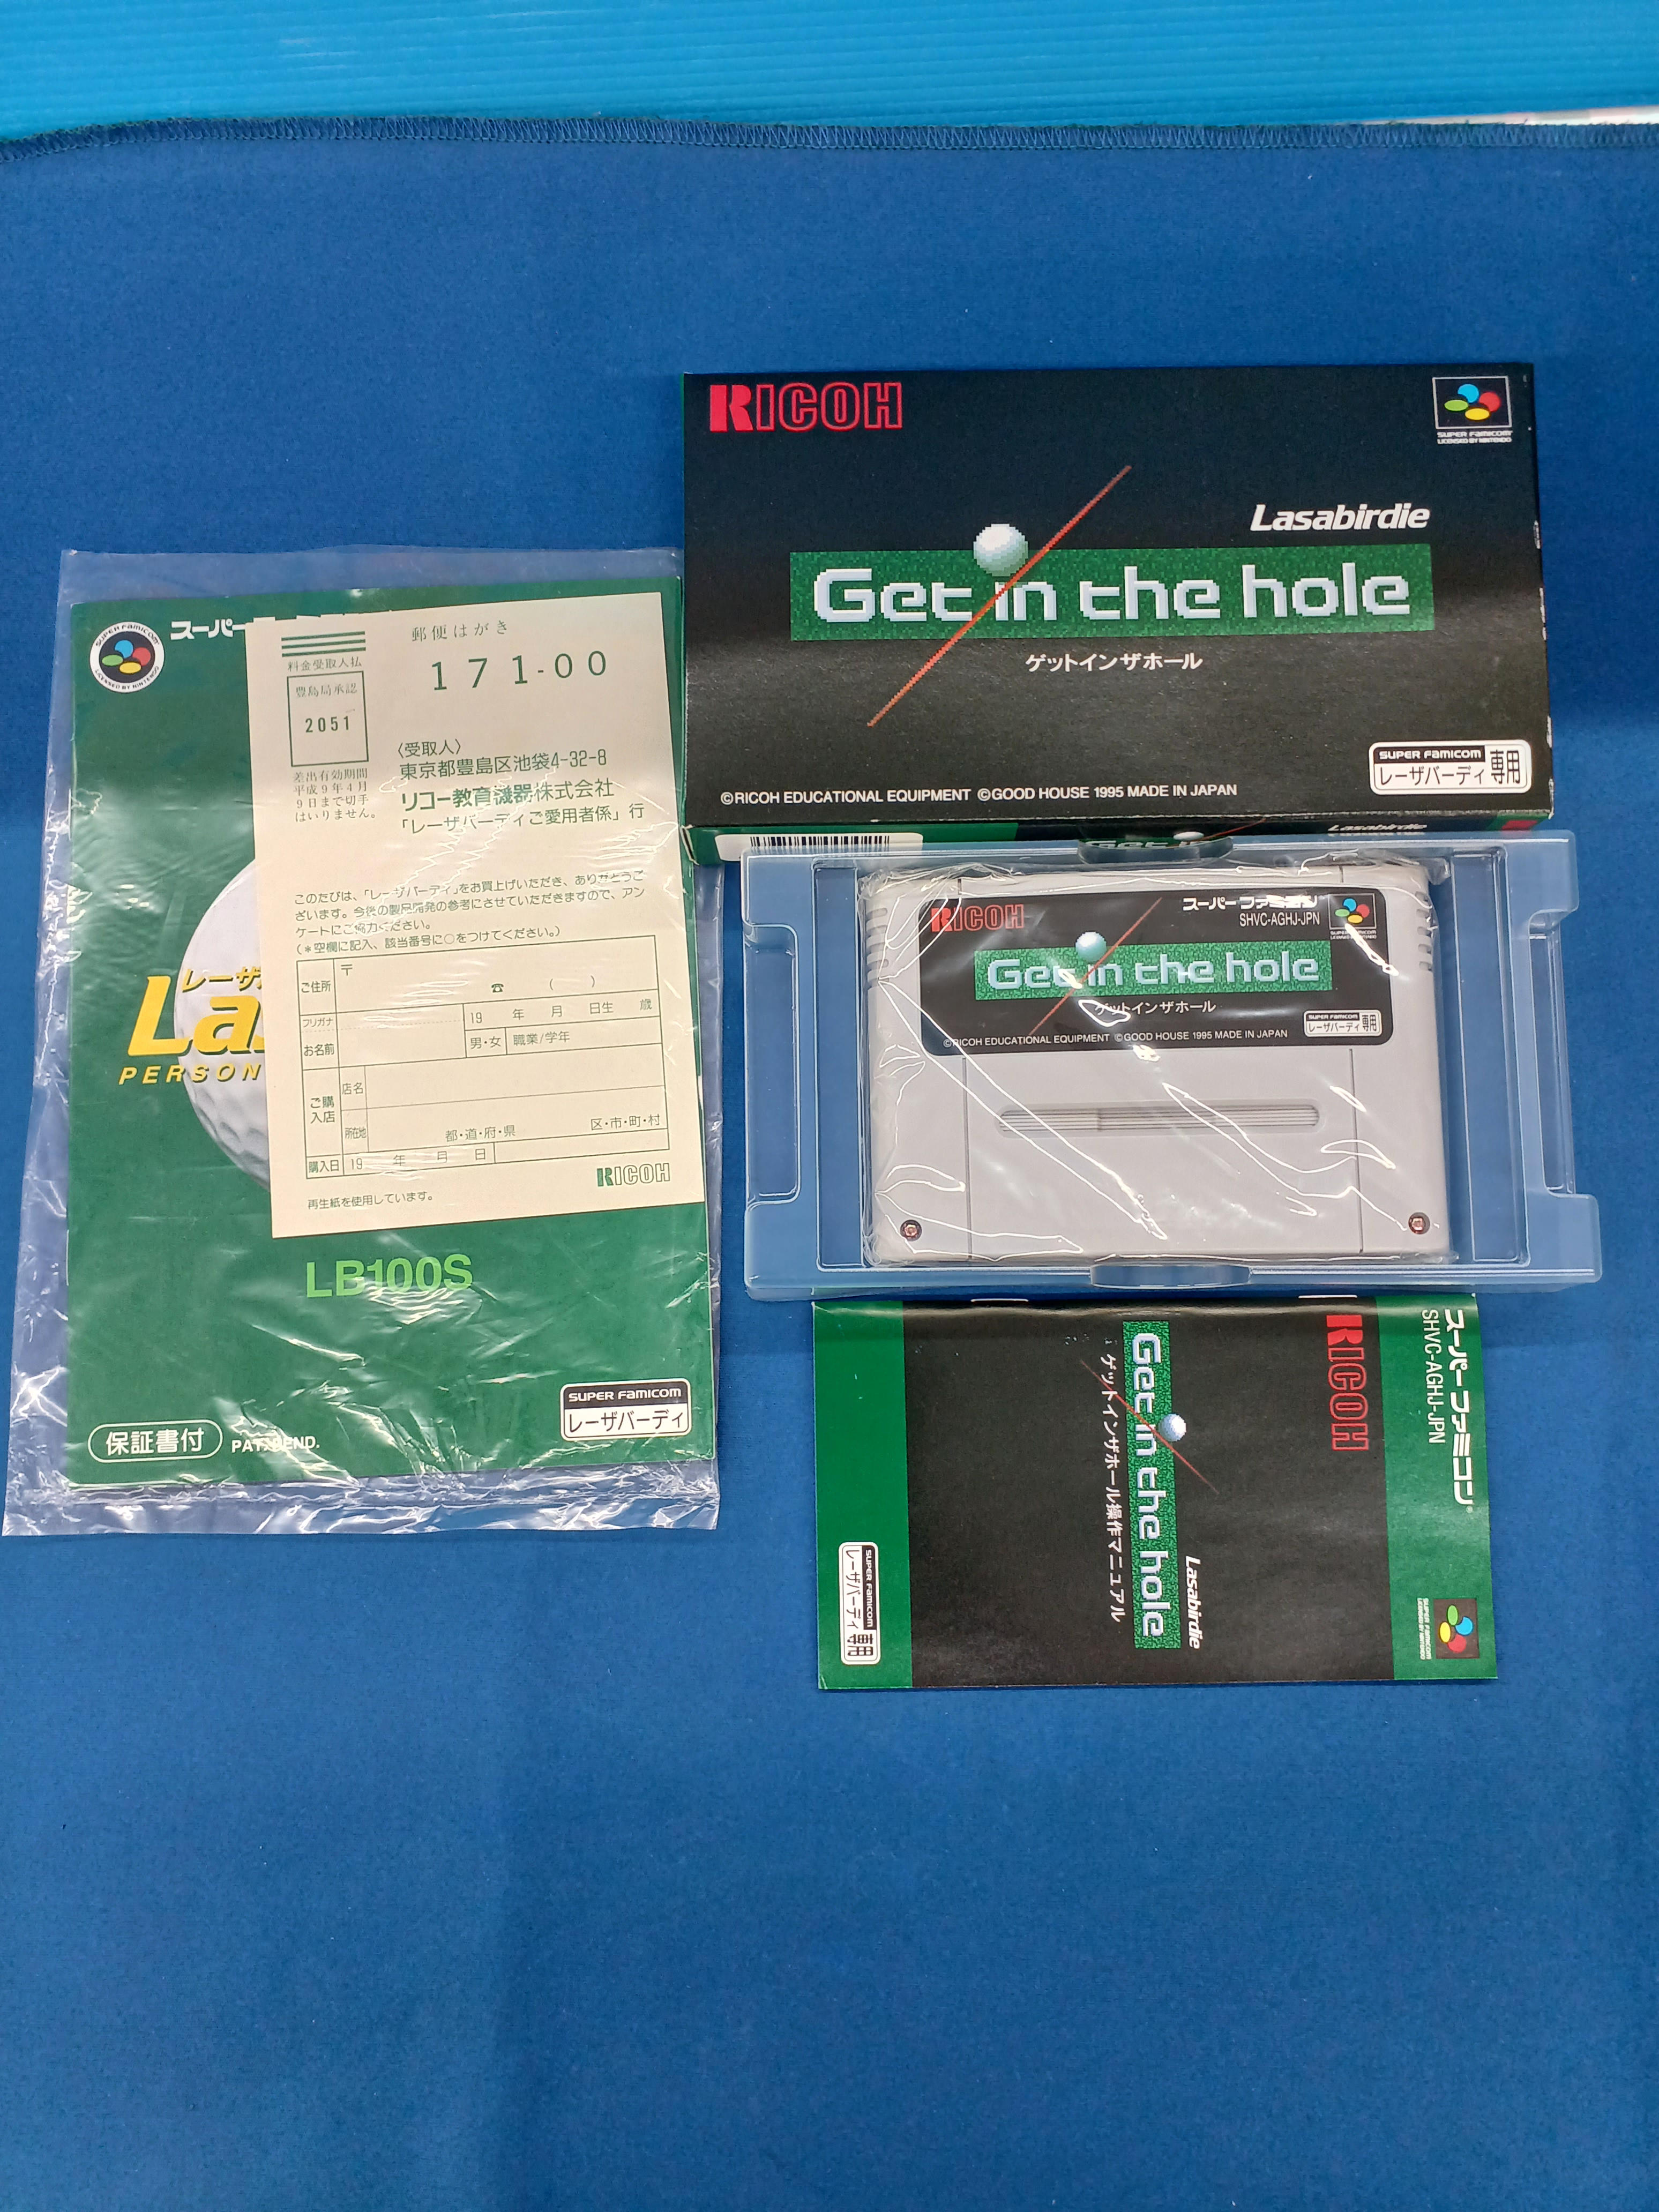 RICOH
SUPER FAMICOM
LICENSED BY NINTENDO
Lasabirdie
Get in the hole
ゲットインザホール
SUPER FAMICOM
レーザバーディ専用
©RICOH EDUCATIONAL EQUIPMENT ©GOOD HOUSE 1995 MADE IN JAPAN
Lasabirdie
スーパー
SUPER FAMICOM
LICENSED BY NINTENDO
郵便はがき
料金受取人払
171-00
豊島局承認
2051
差出有効期間
平成9年4月
9日まで切手
はいりません。
〈受取人〉
東京都豊島区池袋4-32-8
リコー教育機器株式会社
「レーザバーディご愛用者係」行
このたびは、「レーザバーディ」をお買上げいただき、ありがとうご
ざいます。今後の製品開発の参考にさせていただきますので、アン
ケートにご協力ください。
(*空欄に記入、該当番号に○をつけてください。)
ご住所 〒
☎ ( )
フリガナ
お名前
19 年 月 日生 歳
男・女 職業/学年
ご購入店
店名
所在地
都・道・府・県 区・市・町・村
購入日 19 年 月 日
RICOH
再生紙を使用しています。
レーザ
La
PERSON
LB100S
SUPER FAMICOM
レーザバーディ
保証書付
PAT. PEND.
RICOH
スーパーファミコン
SHVC-AGHJ-JPN
Get in the hole
ゲットインザホール
SUPER FAMICOM
レーザバーディ専用
©RICOH EDUCATIONAL EQUIPMENT ©GOOD HOUSE 1995 MADE IN JAPAN
スーパーファミコン
SHVC-AGHJ-JPN
SUPER FAMICOM
LICENSED BY NINTENDO
RICOH
Lasabirdie
Get in the hole
ゲットインザホール操作マニュアル
SUPER FAMICOM
レーザバーディ専用